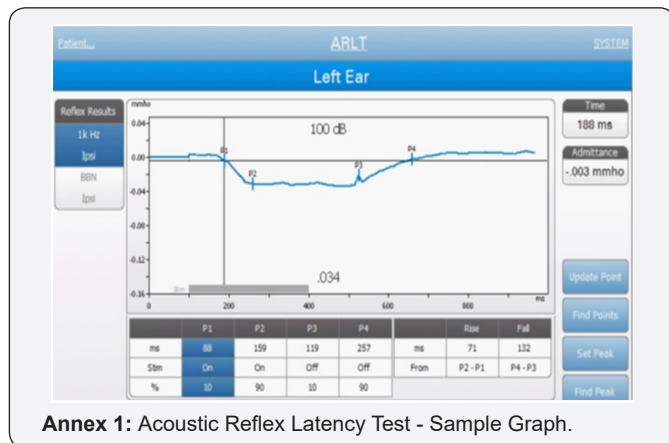 Patient... ARLT SYSTEM
Left Ear
Reflex Results
1k Hz
Ipsi
BBN
Ipsi
mmho
0.04
0.00
-0.04
-0.08
-0.12
-0.16
100 dB
P1
P2
P3
P4
.034
Stm
0 200 400 600 800 ms
Time
188 ms
Admittance
-.003 mmho
Update Point
Find Points
Set Peak
Find Peak
P1 P2 P3 P4 Rise Fall
ms 88 159 119 257 ms 71 132
Stm On On Off Off From P2 - P1 P4 - P3
% 10 90 10 90
Annex 1: Acoustic Reflex Latency Test - Sample Graph.